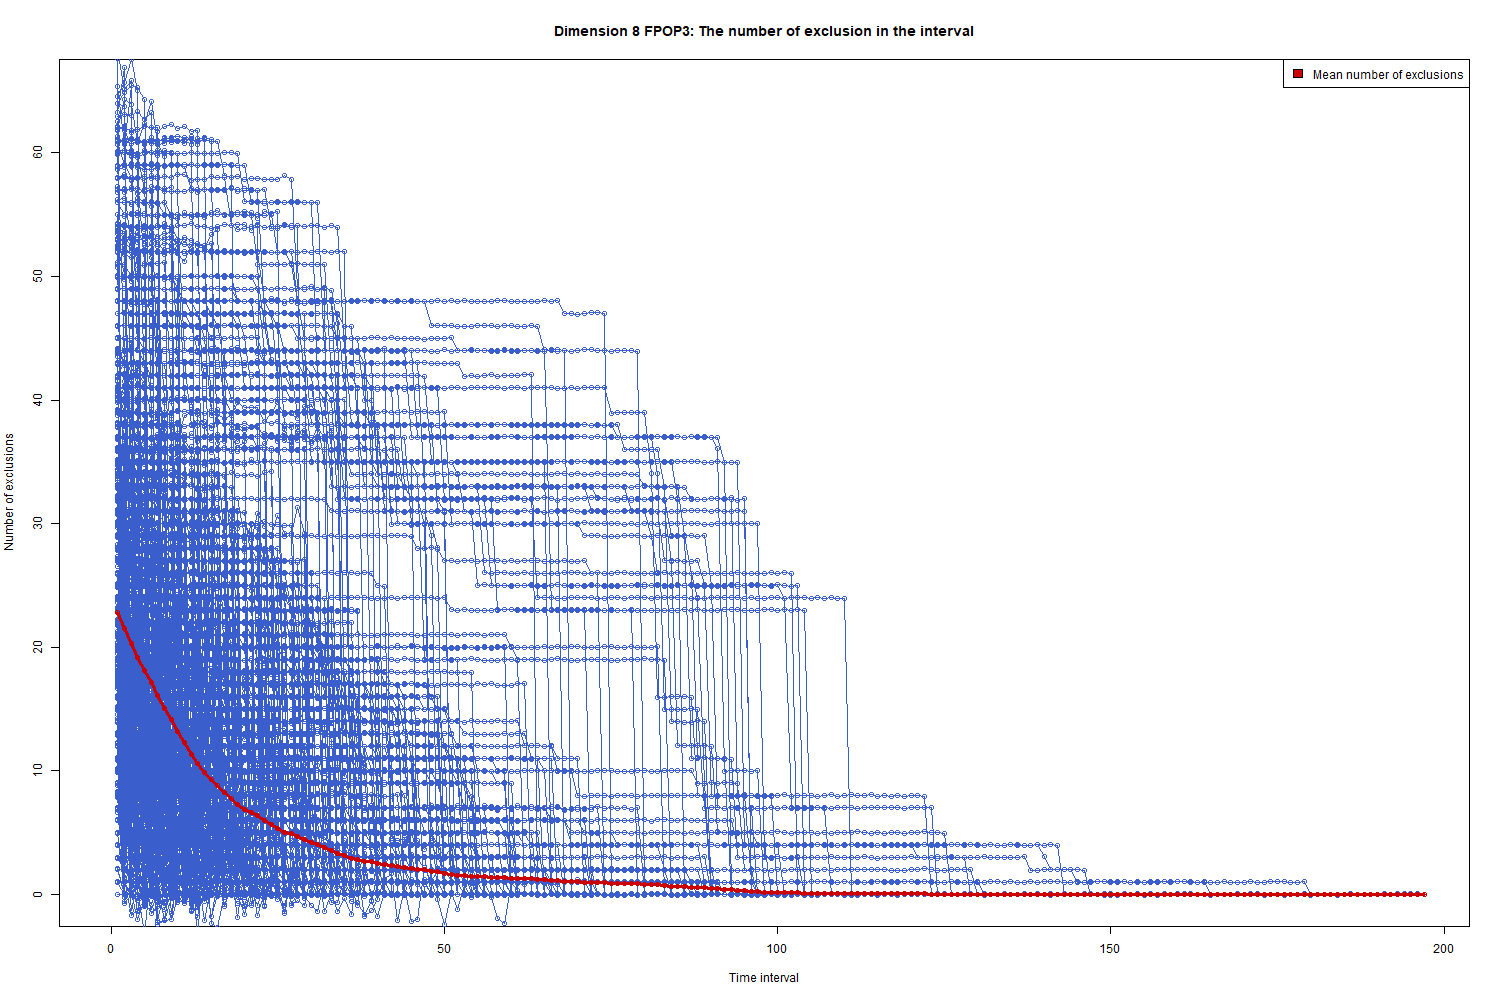 Dimension 8 FPOP3: The number of exclusion in the interval
Mean number of exclusions
Number of exclusions
60
50
40
30
20
10
0
0 50 100 150 200
Time interval